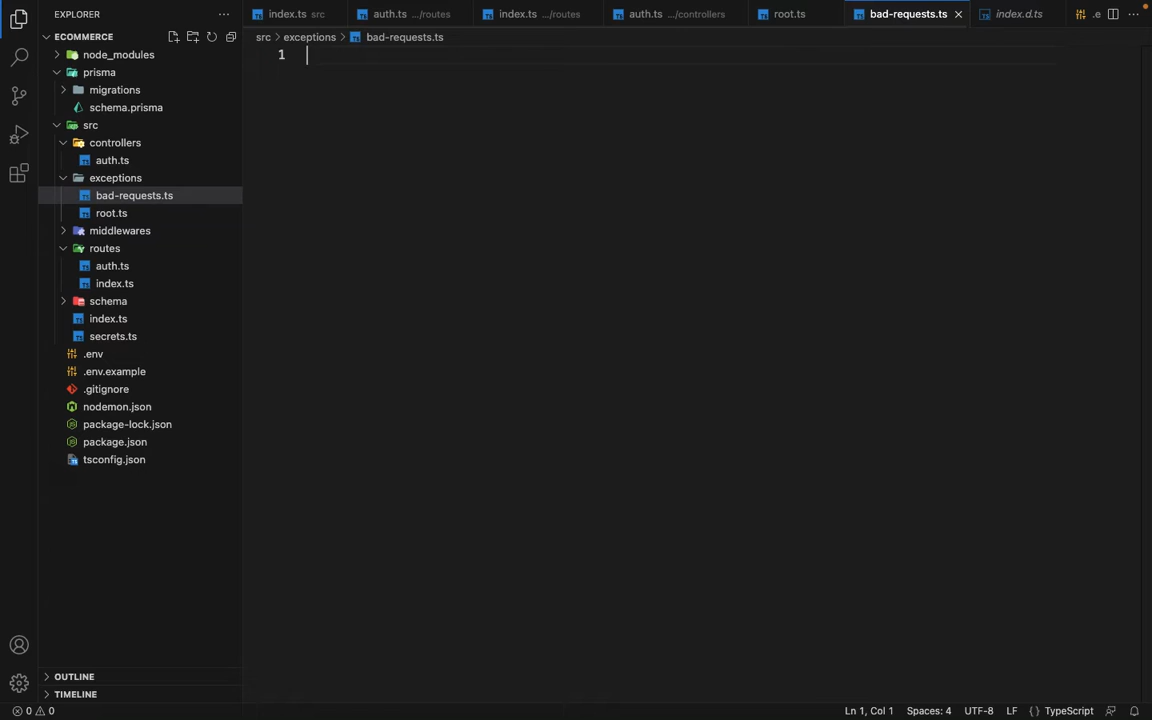 EXPLORER
ECOMMERCE
node_modules
prisma
migrations
schema.prisma
src
controllers
auth.ts
exceptions
bad-requests.ts
root.ts
middlewares
routes
auth.ts
index.ts
schema
index.ts
secrets.ts
.env
.env.example
.gitignore
nodemon.json
package-lock.json
package.json
tsconfig.json
OUTLINE
TIMELINE
index.ts src
auth.ts .../routes
index.ts .../routes
auth.ts .../controllers
root.ts
bad-requests.ts
index.d.ts
.e
src > exceptions > bad-requests.ts
1
0 0
Ln 1, Col 1
Spaces: 4
UTF-8
LF
{ } TypeScript